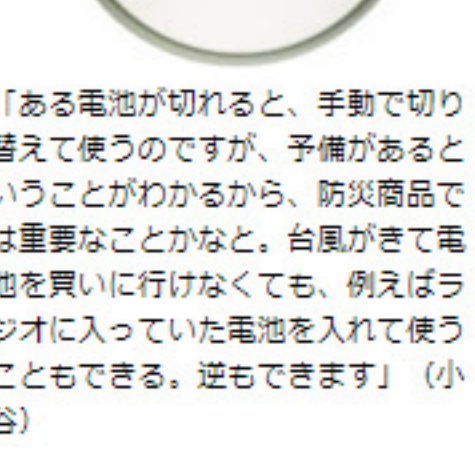 「ある電池が切れると、手動で切り
替えて使うのですが、予備があると
いうことがわかるから、防災商品で
は重要なことかなと。台風がきて電
池を買いに行けなくても、例えばラ
ジオに入っていた電池を入れて使う
こともできる。逆もできます」（小
谷）